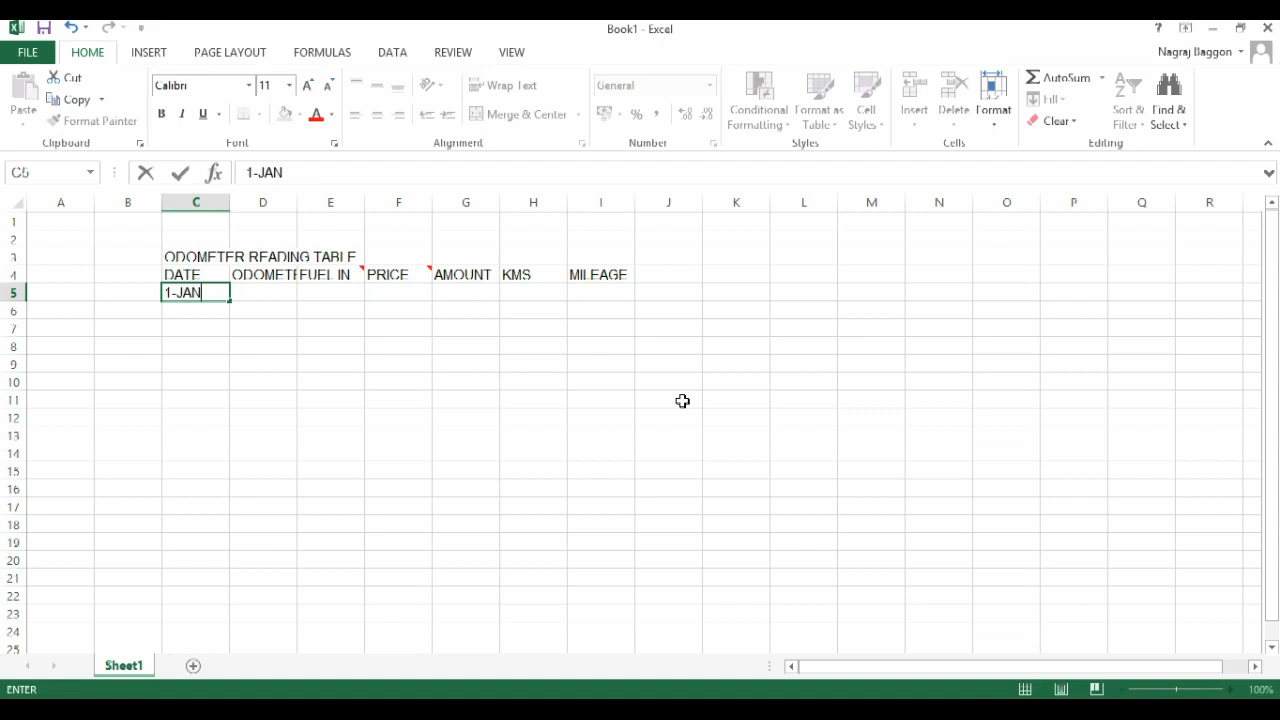 Book1 - Excel
?
FILE HOME INSERT PAGE LAYOUT FORMULAS DATA REVIEW VIEW Nagraj Baggon
Paste Cut Copy Format Painter Clipboard
Calibri 11 A A B I U A Font
Wrap Text Merge & Center Alignment
General % , Number
Conditional Formatting Format as Table Cell Styles Styles
Insert Delete Format Cells
AutoSum Fill Clear Sort & Filter Find & Select Editing
C5 fx 1-JAN
A B C D E F G H I J K L M N O P Q R
1
2
3 ODOMETER READING TABLE
4 DATE ODOMETE FUEL IN PRICE AMOUNT KMS MILEAGE
5 1-JAN
6
7
8
9
10
11
12
13
14
15
16
17
18
19
20
21
22
23
24
25
Sheet1
ENTER 100%